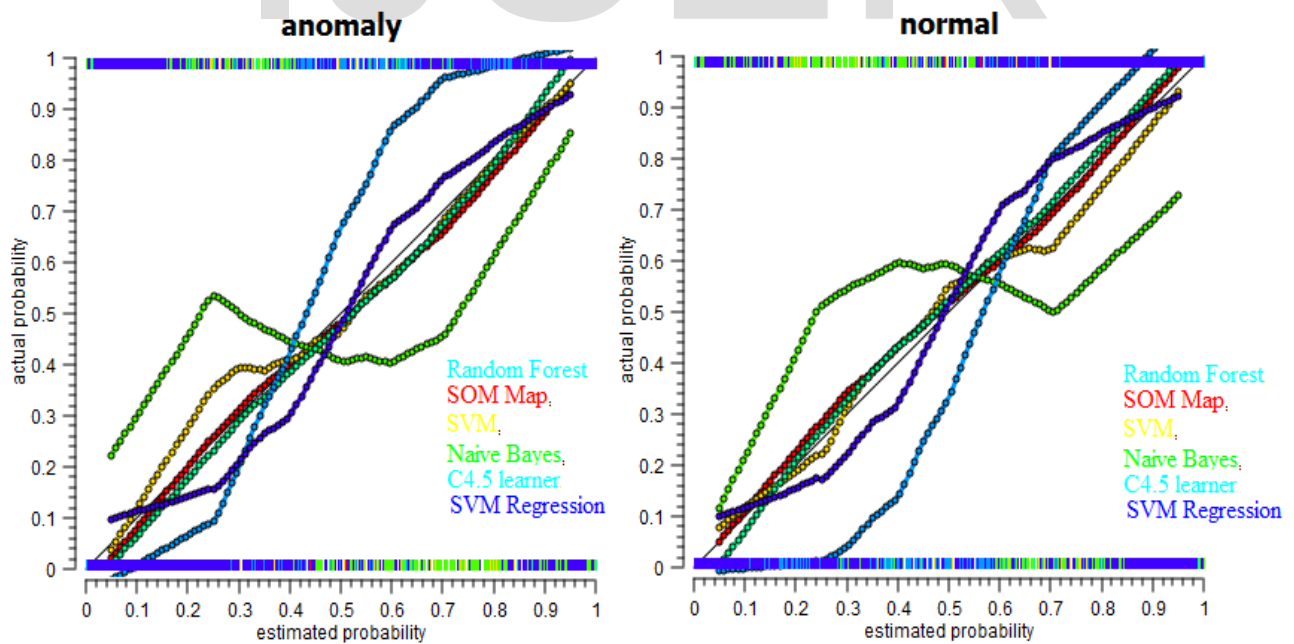 anomaly
normal
1
0.9
0.8
0.7
0.6
0.5
0.4
0.3
0.2
0.1
0
actual probability
0 0.1 0.2 0.3 0.4 0.5 0.6 0.7 0.8 0.9 1
estimated probability
Random Forest
SOM Map,
SVM,
Naive Bayes,
C4.5 learner
SVM Regression
1
0.9
0.8
0.7
0.6
0.5
0.4
0.3
0.2
0.1
0
actual probability
0 0.1 0.2 0.3 0.4 0.5 0.6 0.7 0.8 0.9 1
estimated probability
Random Forest
SOM Map,
SVM,
Naive Bayes,
C4.5 learner
SVM Regression